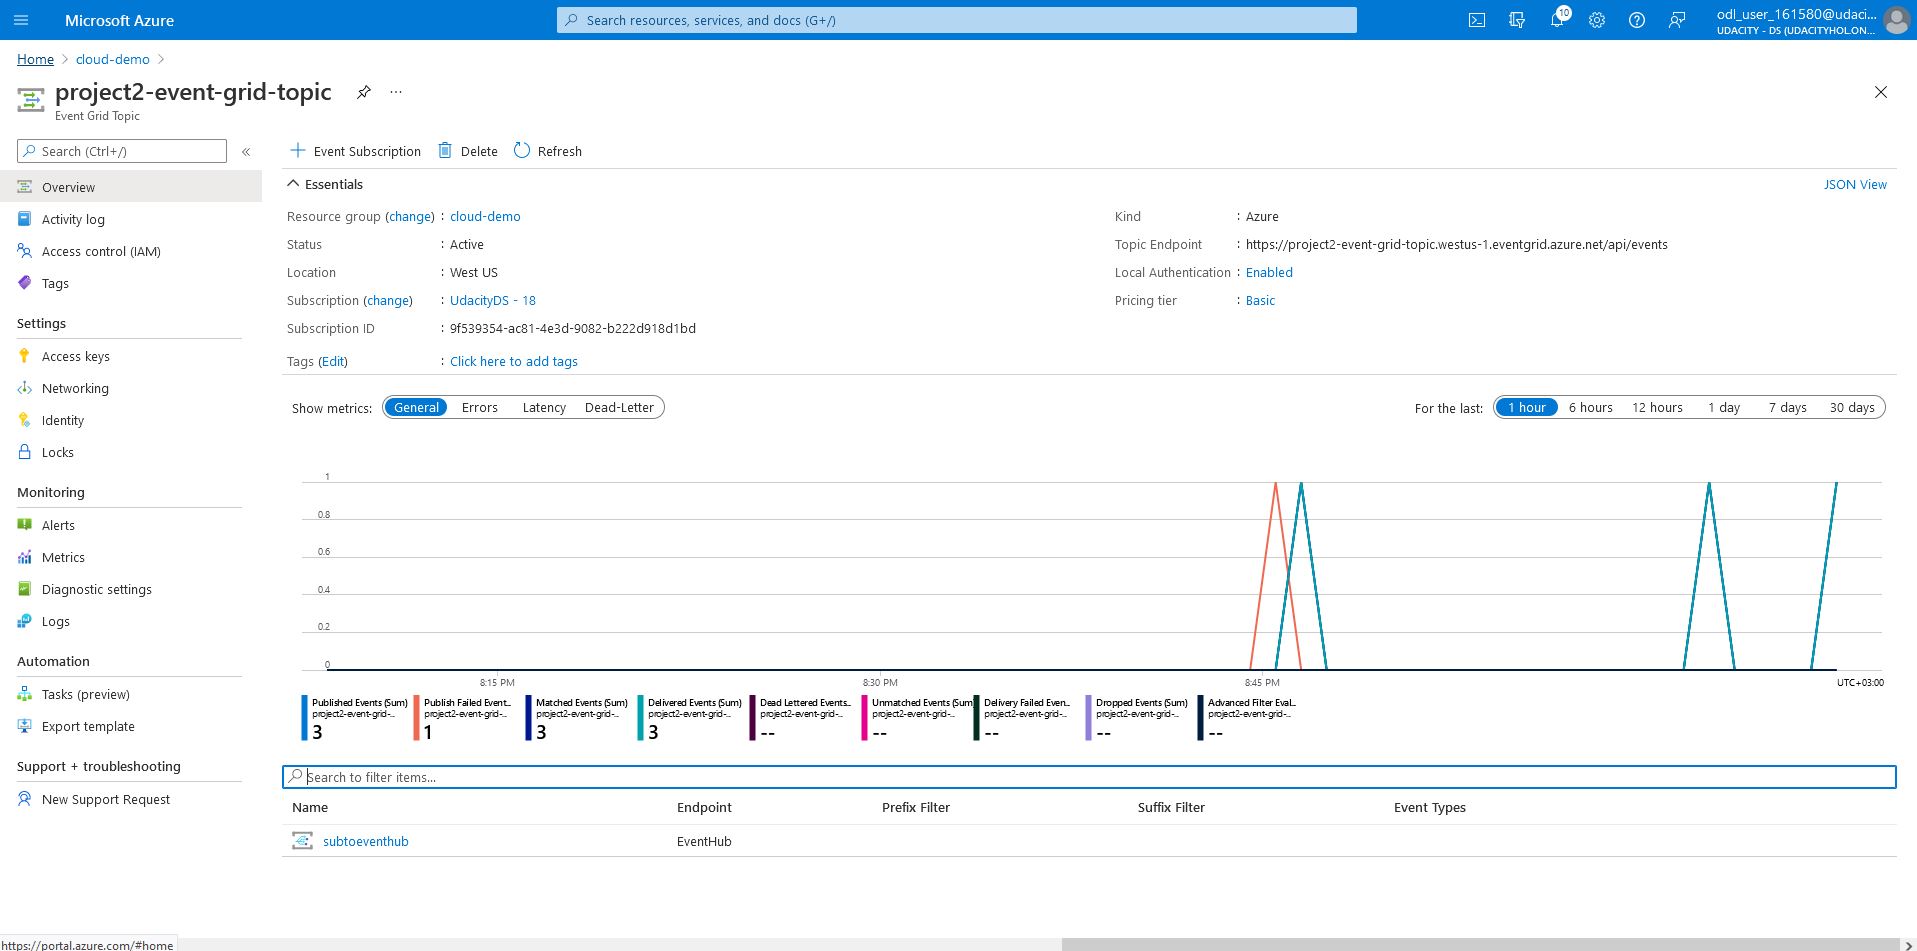 Microsoft Azure
Search resources, services, and docs (G+/)
10
odl_user_161580@udaci...
UDACITY - DS (UDACITYHOL.ON...
Home > cloud-demo >
project2-event-grid-topic ...
Event Grid Topic
Search (Ctrl+/) «
Overview
Activity log
Access control (IAM)
Tags
Settings
Access keys
Networking
Identity
Locks
Monitoring
Alerts
Metrics
Diagnostic settings
Logs
Automation
Tasks (preview)
Export template
Support + troubleshooting
New Support Request
Event Subscription Delete Refresh
Essentials JSON View
Resource group (change) : cloud-demo
Status : Active
Location : West US
Subscription (change) : UdacityDS - 18
Subscription ID : 9f539354-ac81-4e3d-9082-b222d918d1bd
Tags (Edit) : Click here to add tags
Kind : Azure
Topic Endpoint : https://project2-event-grid-topic.westus-1.eventgrid.azure.net/api/events
Local Authentication : Enabled
Pricing tier : Basic
Show metrics: General Errors Latency Dead-Letter
For the last: 1 hour 6 hours 12 hours 1 day 7 days 30 days
1
0.8
0.6
0.4
0.2
0
8:15 PM 8:30 PM 8:45 PM UTC+03:00
Published Events (Sum)
project2-event-grid-...
3
Publish Failed Event...
project2-event-grid-...
1
Matched Events (Sum)
project2-event-grid-...
3
Delivered Events (Sum)
project2-event-grid-...
3
Dead Lettered Events...
project2-event-grid-...
--
Unmatched Events (Sum)
project2-event-grid-...
--
Delivery Failed Even...
project2-event-grid-...
--
Dropped Events (Sum)
project2-event-grid-...
--
Advanced Filter Eval...
project2-event-grid-...
--
Search to filter items...
Name Endpoint Prefix Filter Suffix Filter Event Types
subtoeventhub EventHub
https://portal.azure.com/#home